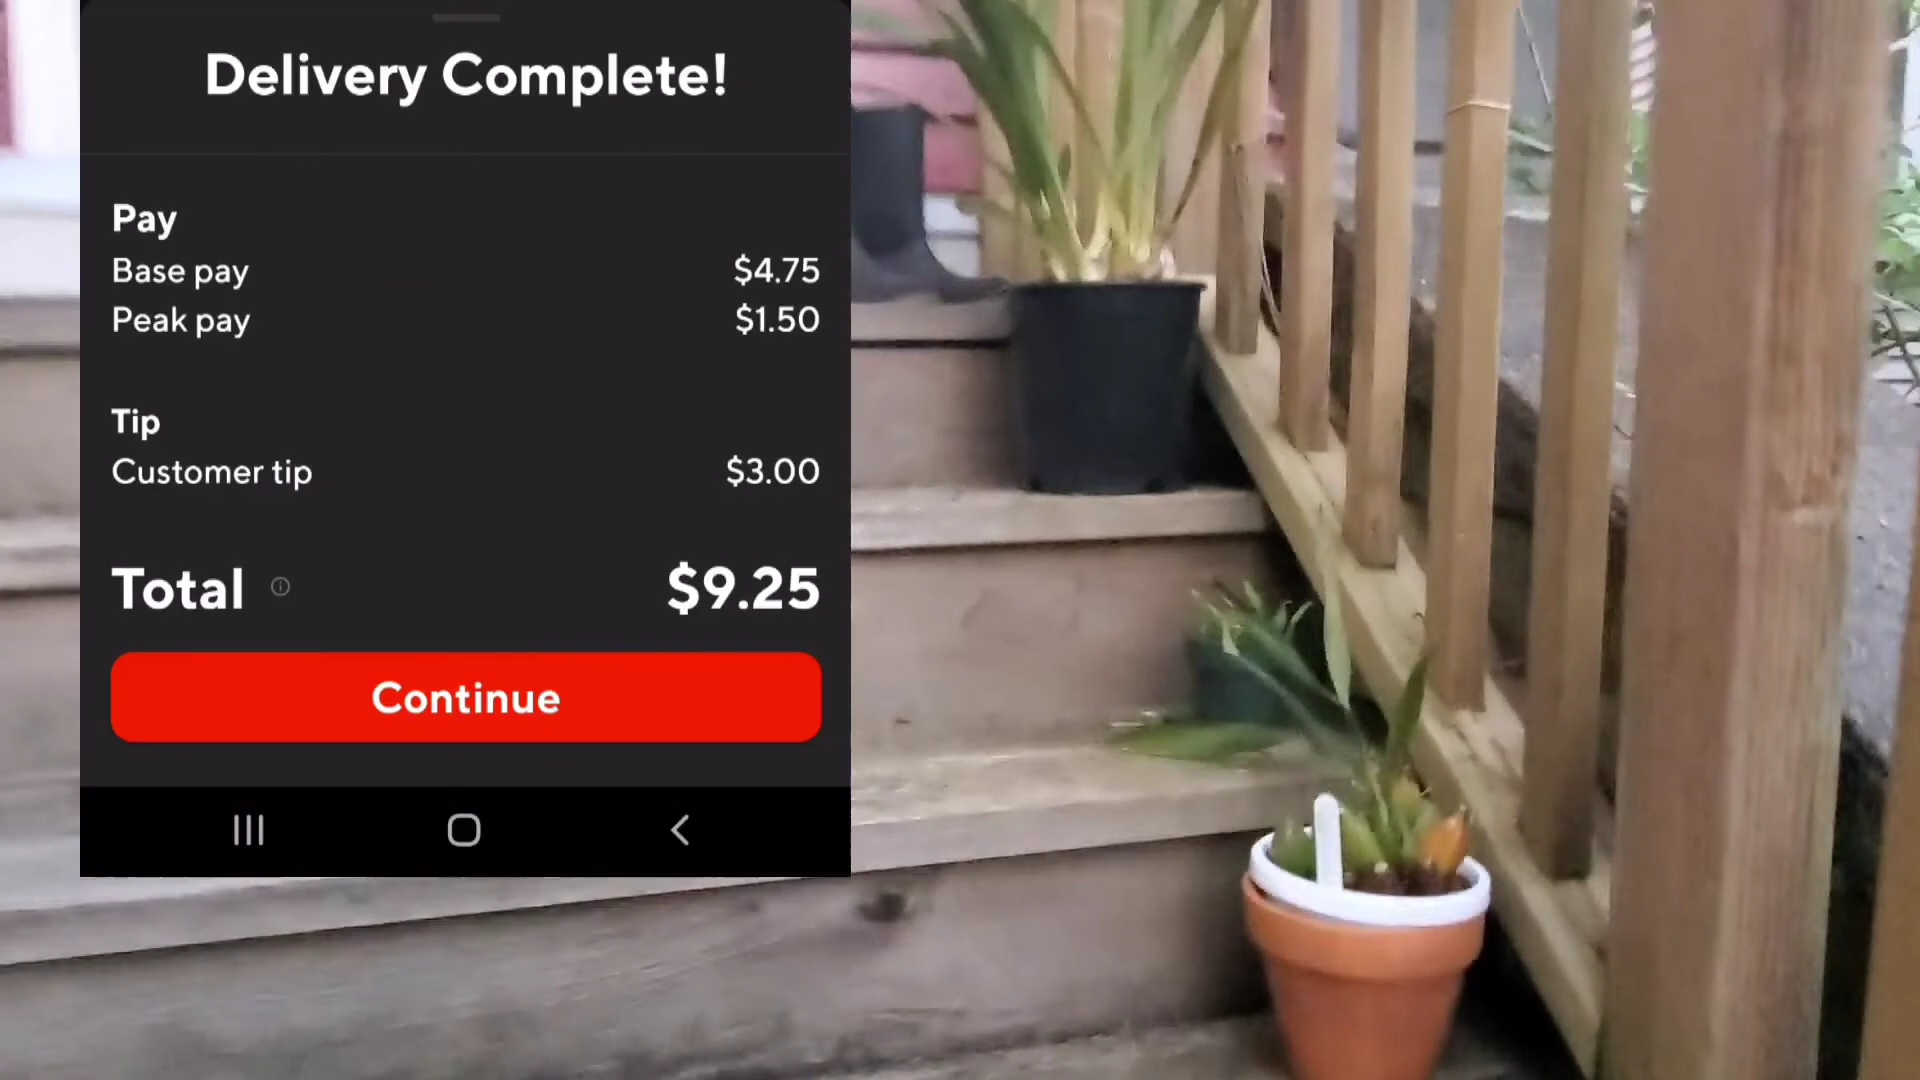 Delivery Complete!
Pay
Base pay $4.75
Peak pay $1.50
Tip
Customer tip $3.00
Total $9.25
Continue